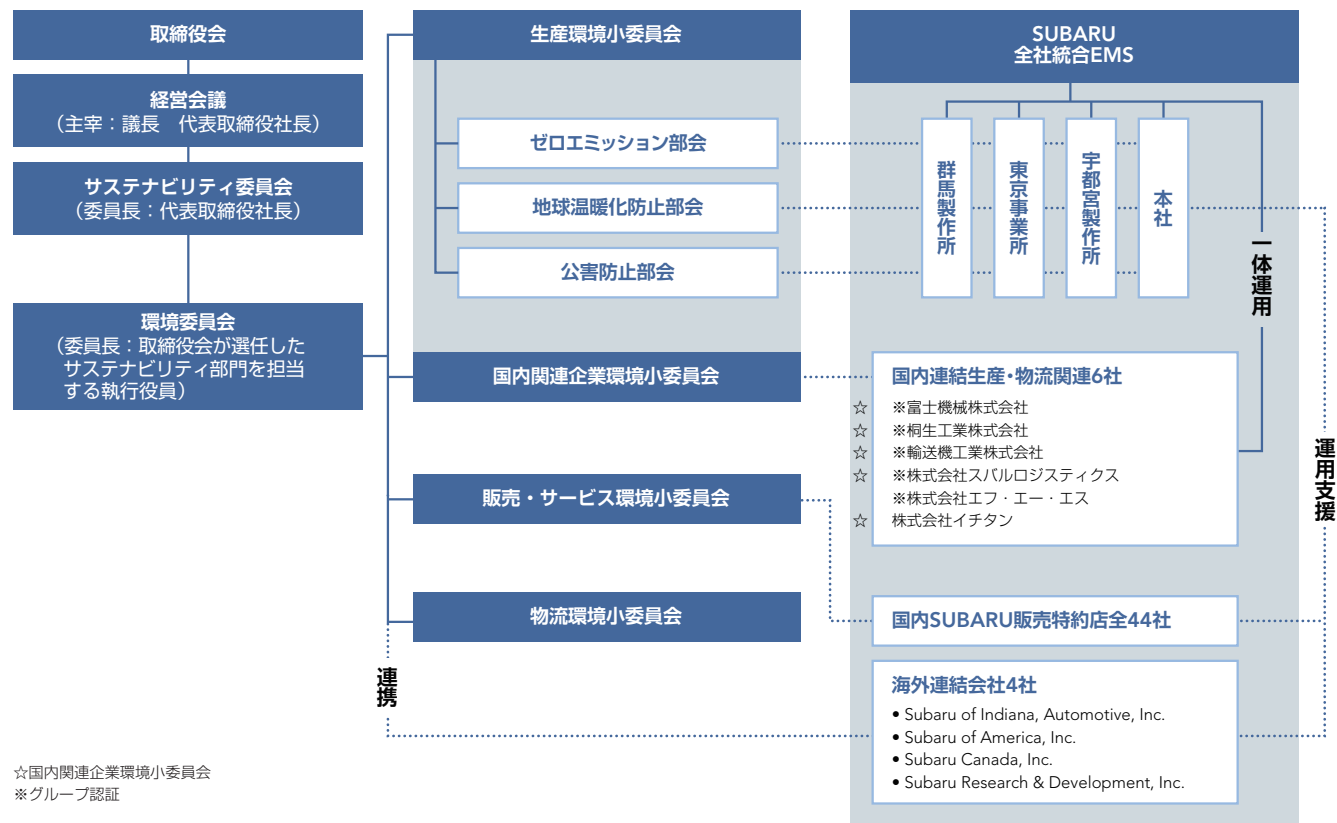 取締役会
経営会議
（主宰：議長　代表取締役社長）
サステナビリティ委員会
（委員長：代表取締役社長）
環境委員会
（委員長：取締役会が選任した
サステナビリティ部門を担当
する執行役員）
生産環境小委員会
ゼロエミッション部会
地球温暖化防止部会
公害防止部会
国内関連企業環境小委員会
販売・サービス環境小委員会
物流環境小委員会
連携
SUBARU
全社統合EMS
群馬製作所
東京事業所
宇都宮製作所
本社
一体運用
国内連結生産・物流関連6社
☆ ※富士機械株式会社
☆ ※桐生工業株式会社
☆ ※輸送機工業株式会社
☆ ※株式会社スバルロジスティクス
※株式会社エフ・エー・エス
☆ 株式会社イチタン
運用支援
国内SUBARU販売特約店全44社
海外連結会社4社
• Subaru of Indiana, Automotive, Inc.
• Subaru of America, Inc.
• Subaru Canada, Inc.
• Subaru Research & Development, Inc.
☆国内関連企業環境小委員会
※グループ認証